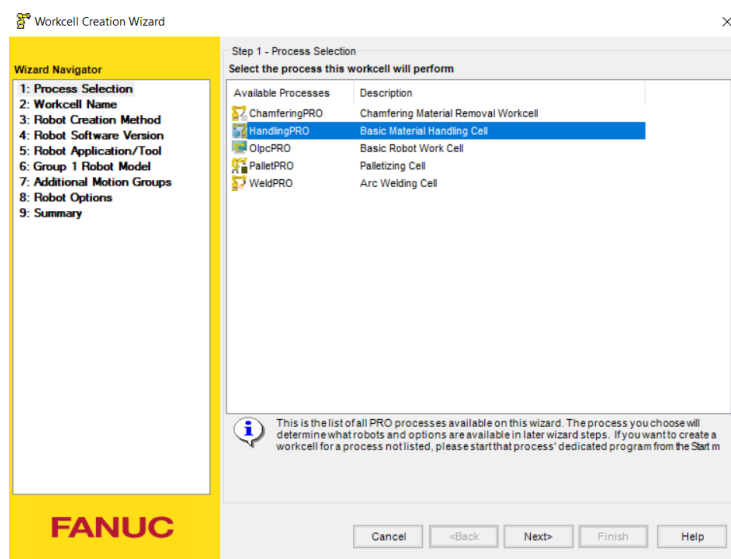 Workcell Creation Wizard
Wizard Navigator
1: Process Selection
2: Workcell Name
3: Robot Creation Method
4: Robot Software Version
5: Robot Application/Tool
6: Group 1 Robot Model
7: Additional Motion Groups
8: Robot Options
9: Summary
FANUC
Step 1 - Process Selection
Select the process this workcell will perform
Available Processes Description
ChamferingPRO Chamfering Material Removal Workcell
HandlingPRO Basic Material Handling Cell
OlpcPRO Basic Robot Work Cell
PalletPRO Palletizing Cell
WeldPRO Arc Welding Cell
This is the list of all PRO processes available on this wizard. The process you choose will
determine what robots and options are available in later wizard steps. If you want to create a
workcell for a process not listed, please start that process' dedicated program from the Start m
Cancel <Back Next> Finish Help